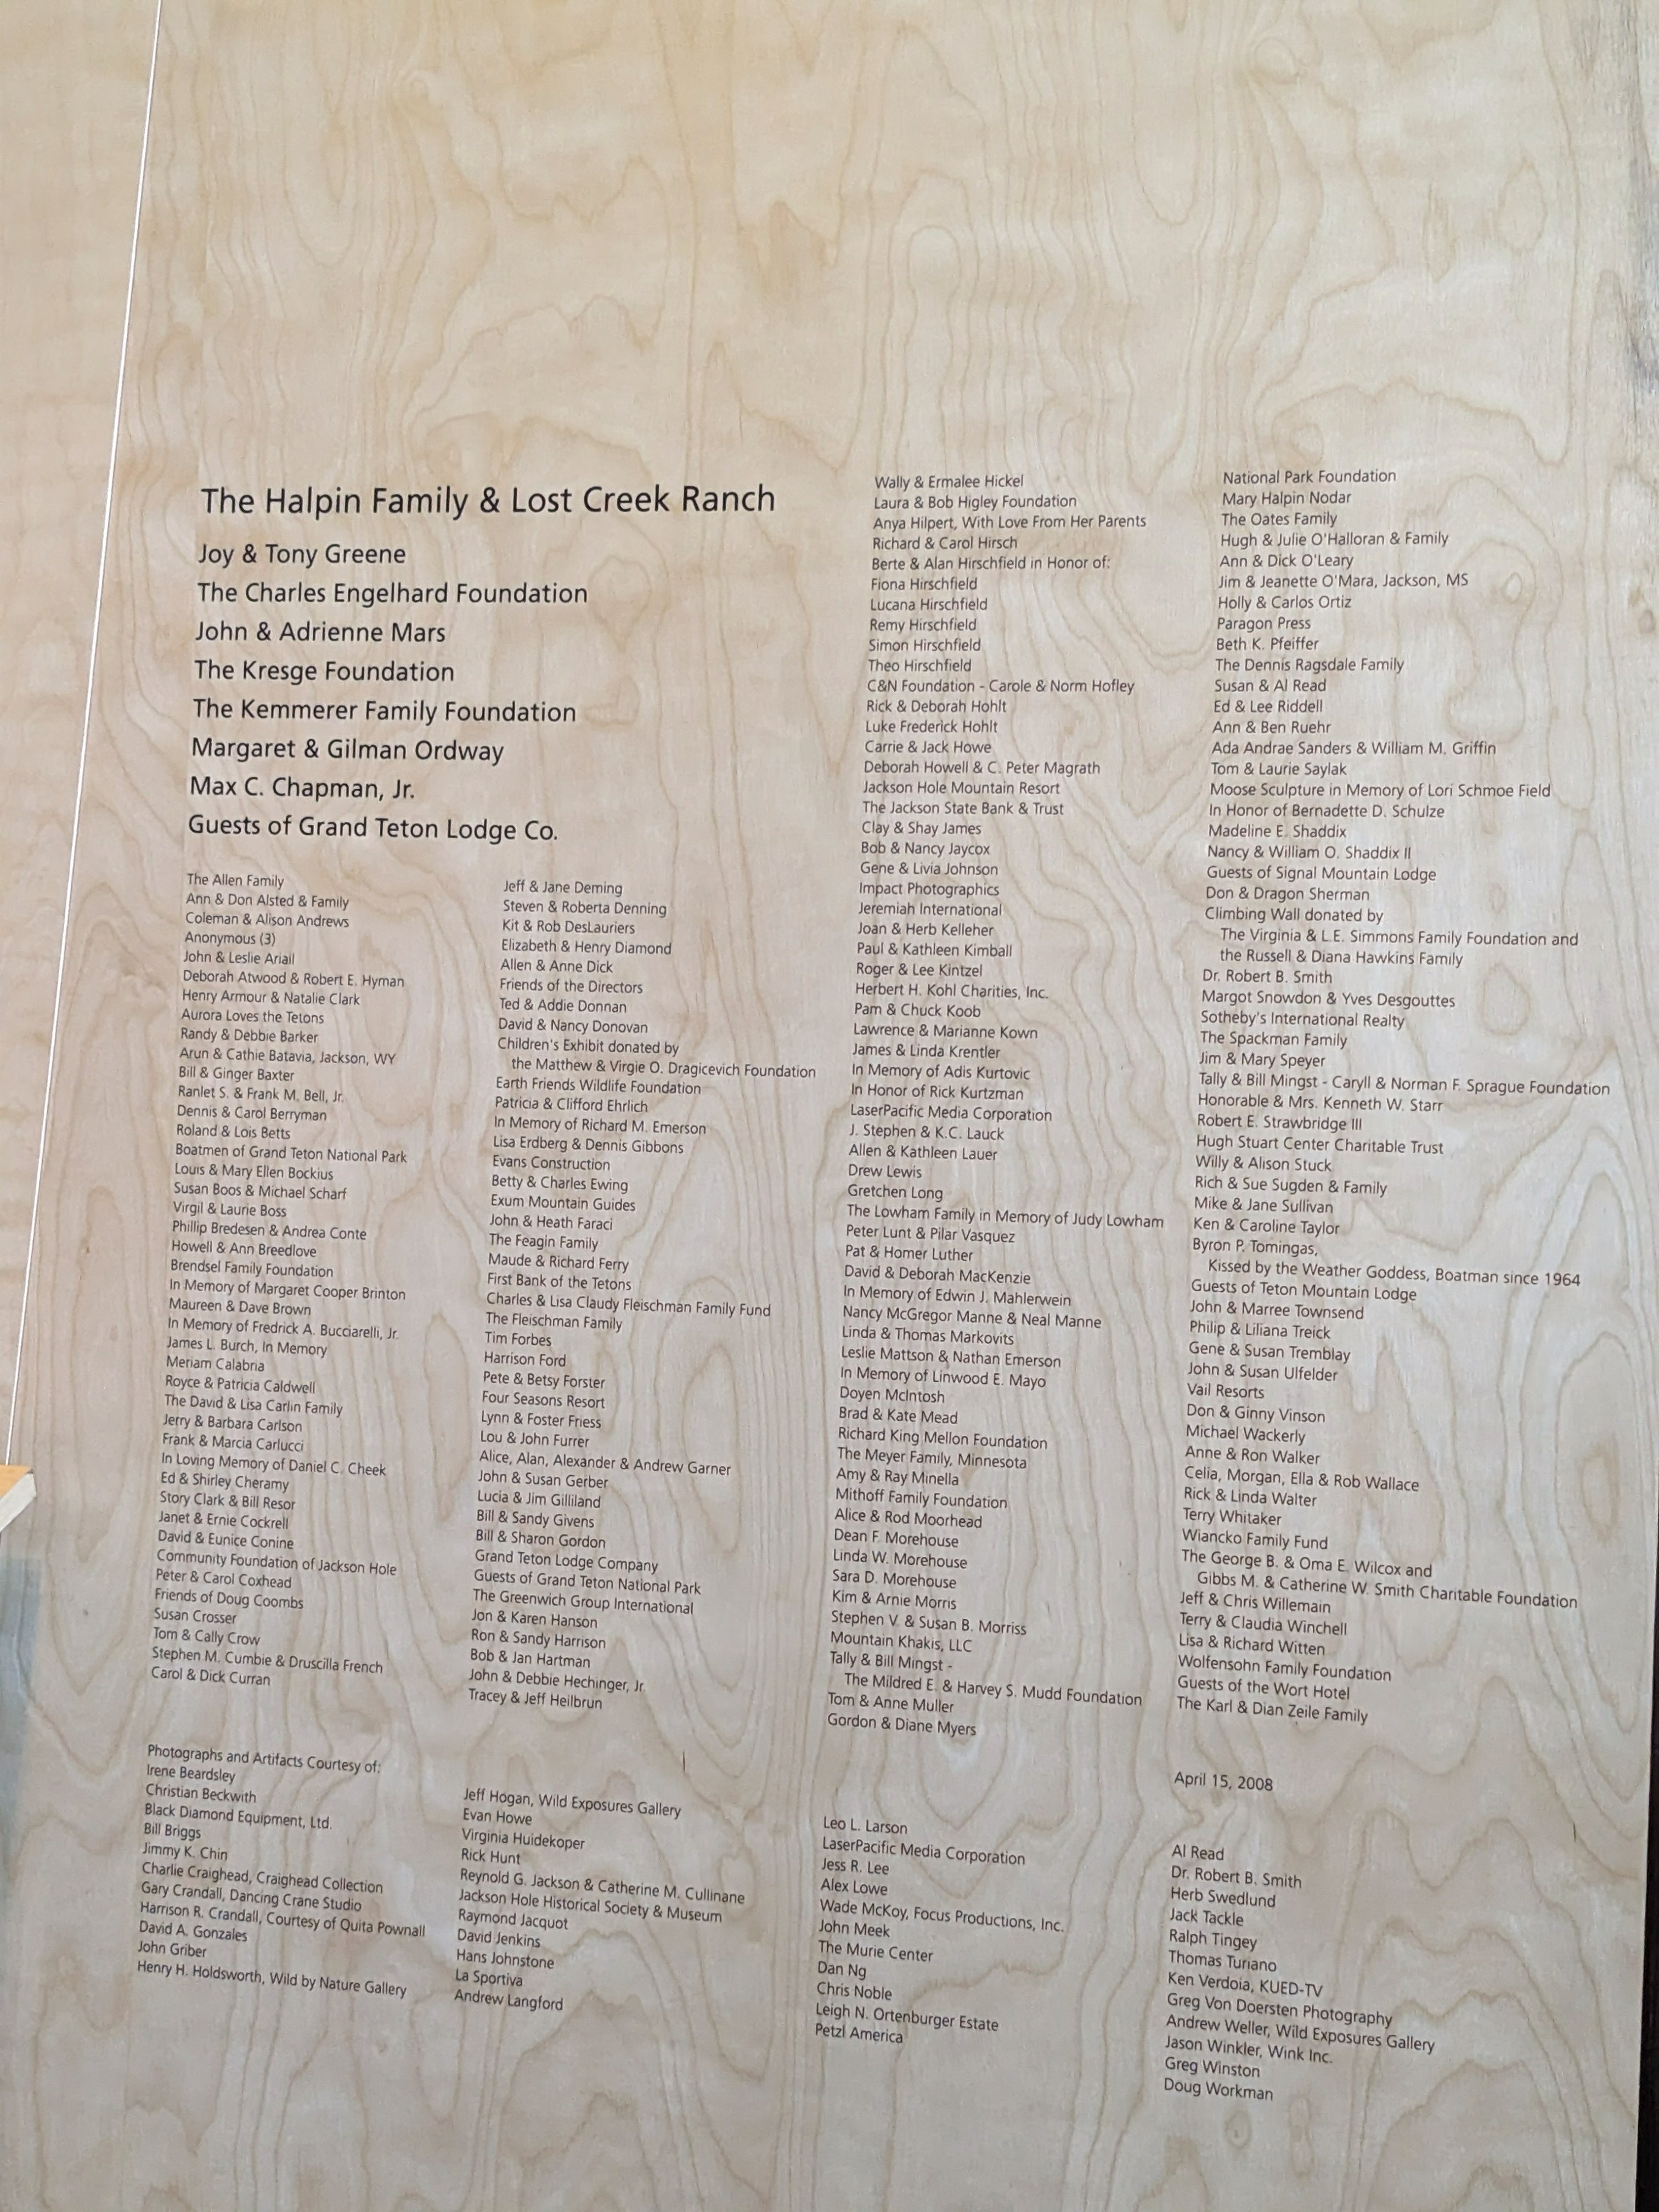 The Halpin Family & Lost Creek Ranch
Joy & Tony Greene
The Charles Engelhard Foundation
John & Adrienne Mars
The Kresge Foundation
The Kemmerer Family Foundation
Margaret & Gilman Ordway
Max C. Chapman, Jr.
Guests of Grand Teton Lodge Co.
The Allen Family
Ann & Don Alsted & Family
Coleman & Alison Andrews
Anonymous (3)
John & Leslie Ariail
Deborah Atwood & Robert E. Hyman
Henry Armour & Natalie Clark
Aurora Loves the Tetons
Randy & Debbie Barker
Arun & Cathie Batavia, Jackson, WY
Bill & Ginger Baxter
Ranlet S. & Frank M. Bell, Jr.
Dennis & Carol Berryman
Roland & Lois Betts
Boatmen of Grand Teton National Park
Louis & Mary Ellen Bockius
Susan Boos & Michael Scharf
Virgil & Laurie Boss
Phillip Bredesen & Andrea Conte
Howell & Ann Breedlove
Brendsel Family Foundation
In Memory of Margaret Cooper Brinton
Maureen & Dave Brown
In Memory of Fredrick A. Bucciarelli, Jr.
James L. Burch, In Memory
Meriam Calabria
Royce & Patricia Caldwell
The David & Lisa Carlin Family
Jerry & Barbara Carlson
Frank & Marcia Carlucci
In Loving Memory of Daniel C. Cheek
Ed & Shirley Cheramy
Story Clark & Bill Resor
Janet & Ernie Cockrell
David & Eunice Conine
Community Foundation of Jackson Hole
Peter & Carol Coxhead
Friends of Doug Coombs
Susan Crosser
Tom & Cally Crow
Stephen M. Cumbie & Druscilla French
Carol & Dick Curran
Jeff & Jane Deming
Steven & Roberta Denning
Kit & Rob DesLauriers
Elizabeth & Henry Diamond
Allen & Anne Dick
Friends of the Directors
Ted & Addie Donnan
David & Nancy Donovan
Children's Exhibit donated by
the Matthew & Virgie O. Dragicevich Foundation
Earth Friends Wildlife Foundation
Patricia & Clifford Ehrlich
In Memory of Richard M. Emerson
Lisa Erdberg & Dennis Gibbons
Evans Construction
Betty & Charles Ewing
Exum Mountain Guides
John & Heath Faraci
The Feagin Family
Maude & Richard Ferry
First Bank of the Tetons
Charles & Lisa Claudy Fleischman Family Fund
The Fleischman Family
Tim Forbes
Harrison Ford
Pete & Betsy Forster
Four Seasons Resort
Lynn & Foster Friess
Lou & John Furrer
Alice, Alan, Alexander & Andrew Garner
John & Susan Gerber
Lucia & Jim Gilliland
Bill & Sandy Givens
Bill & Sharon Gordon
Grand Teton Lodge Company
Guests of Grand Teton National Park
The Greenwich Group International
Jon & Karen Hanson
Ron & Sandy Harrison
Bob & Jan Hartman
John & Debbie Hechinger, Jr.
Tracey & Jeff Heilbrun
Wally & Ermalee Hickel
Laura & Bob Higley Foundation
Anya Hilpert, With Love From Her Parents
Richard & Carol Hirsch
Berte & Alan Hirschfield in Honor of:
Fiona Hirschfield
Lucana Hirschfield
Remy Hirschfield
Simon Hirschfield
Theo Hirschfield
C&N Foundation - Carole & Norm Hofley
Rick & Deborah Hohlt
Luke Frederick Hohlt
Carrie & Jack Howe
Deborah Howell & C. Peter Magrath
Jackson Hole Mountain Resort
The Jackson State Bank & Trust
Clay & Shay James
Bob & Nancy Jaycox
Gene & Livia Johnson
Impact Photographics
Jeremiah International
Joan & Herb Kelleher
Paul & Kathleen Kimball
Roger & Lee Kintzel
Herbert H. Kohl Charities, Inc.
Pam & Chuck Koob
Lawrence & Marianne Kown
James & Linda Krentler
In Memory of Adis Kurtovic
In Honor of Rick Kurtzman
LaserPacific Media Corporation
J. Stephen & K.C. Lauck
Allen & Kathleen Lauer
Drew Lewis
Gretchen Long
The Lowham Family in Memory of Judy Lowham
Peter Lunt & Pilar Vasquez
Pat & Homer Luther
David & Deborah MacKenzie
In Memory of Edwin J. Mahlerwein
Nancy McGregor Manne & Neal Manne
Linda & Thomas Markovits
Leslie Mattson & Nathan Emerson
In Memory of Linwood E. Mayo
Doyen McIntosh
Brad & Kate Mead
Richard King Mellon Foundation
The Meyer Family, Minnesota
Amy & Ray Minella
Mithoff Family Foundation
Alice & Rod Moorhead
Dean F. Morehouse
Linda W. Morehouse
Sara D. Morehouse
Kim & Arnie Morris
Stephen V. & Susan B. Morriss
Mountain Khakis, LLC
Tally & Bill Mingst -
The Mildred E. & Harvey S. Mudd Foundation
Tom & Anne Muller
Gordon & Diane Myers
National Park Foundation
Mary Halpin Nodar
The Oates Family
Hugh & Julie O'Halloran & Family
Ann & Dick O'Leary
Jim & Jeanette O'Mara, Jackson, MS
Holly & Carlos Ortiz
Paragon Press
Beth K. Pfeiffer
The Dennis Ragsdale Family
Susan & Al Read
Ed & Lee Riddell
Ann & Ben Ruehr
Ada Andrae Sanders & William M. Griffin
Tom & Laurie Saylak
Moose Sculpture in Memory of Lori Schmoe Field
In Honor of Bernadette D. Schulze
Madeline E. Shaddix
Nancy & William O. Shaddix II
Guests of Signal Mountain Lodge
Don & Dragon Sherman
Climbing Wall donated by
The Virginia & L.E. Simmons Family Foundation and
the Russell & Diana Hawkins Family
Dr. Robert B. Smith
Margot Snowdon & Yves Desgouttes
Sotheby's International Realty
The Spackman Family
Jim & Mary Speyer
Tally & Bill Mingst - Caryll & Norman F. Sprague Foundation
Honorable & Mrs. Kenneth W. Starr
Robert E. Strawbridge III
Hugh Stuart Center Charitable Trust
Willy & Alison Stuck
Rich & Sue Sugden & Family
Mike & Jane Sullivan
Ken & Caroline Taylor
Byron P. Tomingas,
Kissed by the Weather Goddess, Boatman since 1964
Guests of Teton Mountain Lodge
John & Marree Townsend
Philip & Liliana Treick
Gene & Susan Tremblay
John & Susan Ulfelder
Vail Resorts
Don & Ginny Vinson
Michael Wackerly
Anne & Ron Walker
Celia, Morgan, Ella & Rob Wallace
Rick & Linda Walter
Terry Whitaker
Wiancko Family Fund
The George B. & Oma E. Wilcox and
Gibbs M. & Catherine W. Smith Charitable Foundation
Jeff & Chris Willemain
Terry & Claudia Winchell
Lisa & Richard Witten
Wolfensohn Family Foundation
Guests of the Wort Hotel
The Karl & Dian Zeile Family
April 15, 2008
Photographs and Artifacts Courtesy of:
Irene Beardsley
Christian Beckwith
Black Diamond Equipment, Ltd.
Bill Briggs
Jimmy K. Chin
Charlie Craighead, Craighead Collection
Gary Crandall, Dancing Crane Studio
Harrison R. Crandall, Courtesy of Quita Pownall
David A. Gonzales
John Griber
Henry H. Holdsworth, Wild by Nature Gallery
Jeff Hogan, Wild Exposures Gallery
Evan Howe
Virginia Huidekoper
Rick Hunt
Reynold G. Jackson & Catherine M. Cullinane
Jackson Hole Historical Society & Museum
Raymond Jacquot
David Jenkins
Hans Johnstone
La Sportiva
Andrew Langford
Leo L. Larson
LaserPacific Media Corporation
Jess R. Lee
Alex Lowe
Wade McKoy, Focus Productions, Inc.
John Meek
The Murie Center
Dan Ng
Chris Noble
Leigh N. Ortenburger Estate
Petzl America
Al Read
Dr. Robert B. Smith
Herb Swedlund
Jack Tackle
Ralph Tingey
Thomas Turiano
Ken Verdoia, KUED-TV
Greg Von Doersten Photography
Andrew Weller, Wild Exposures Gallery
Jason Winkler, Wink Inc.
Greg Winston
Doug Workman